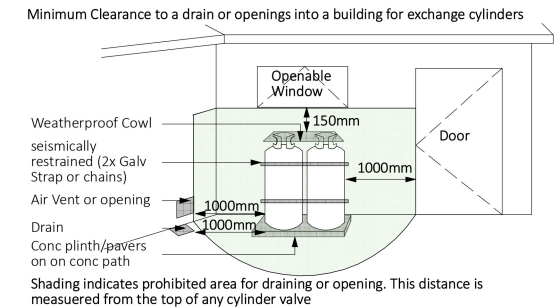 Minimum Clearance to a drain or openings into a building for exchange cylinders
Openable
Window
150mm
Weatherproof Cowl
Door
seismically
restrained (2x Galv
Strap or chains)
1000mm
Air Vent or opening
1000mm
Drain
1000mm
Conc plinth/pavers
on on conc path
Shading indicates prohibited area for draining or opening. This distance is
measuered from the top of any cylinder valve